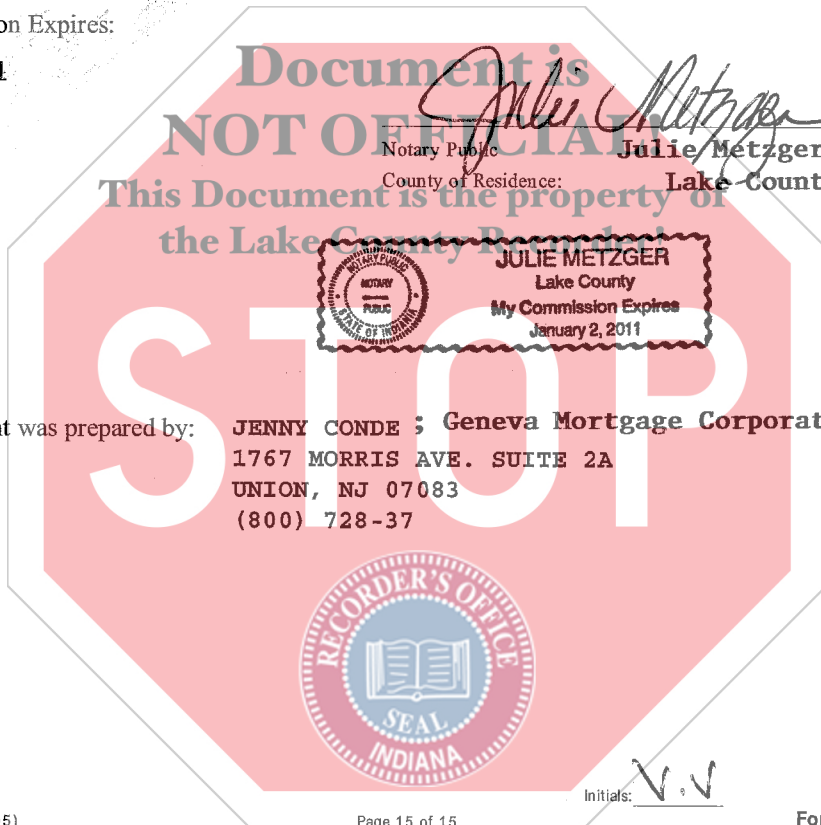 on Expires:
Document is
NOT OFFICIAL!
Julie Metzger
Notary Public Julie Metzger
County of Residence: Lake Count
This Document is the property of
the Lake County Recorder!
NOTARY PUBLIC
NOTARY
PUBLIC
STATE OF INDIANA
JULIE METZGER
Lake County
My Commission Expires
January 2, 2011
STOP
t was prepared by: JENNY CONDE ; Geneva Mortgage Corporat
1767 MORRIS AVE. SUITE 2A
UNION, NJ 07083
(800) 728-37
RECORDER'S OFFICE
SEAL
INDIANA
Initials: V.V
5) Page 15 of 15 Fo